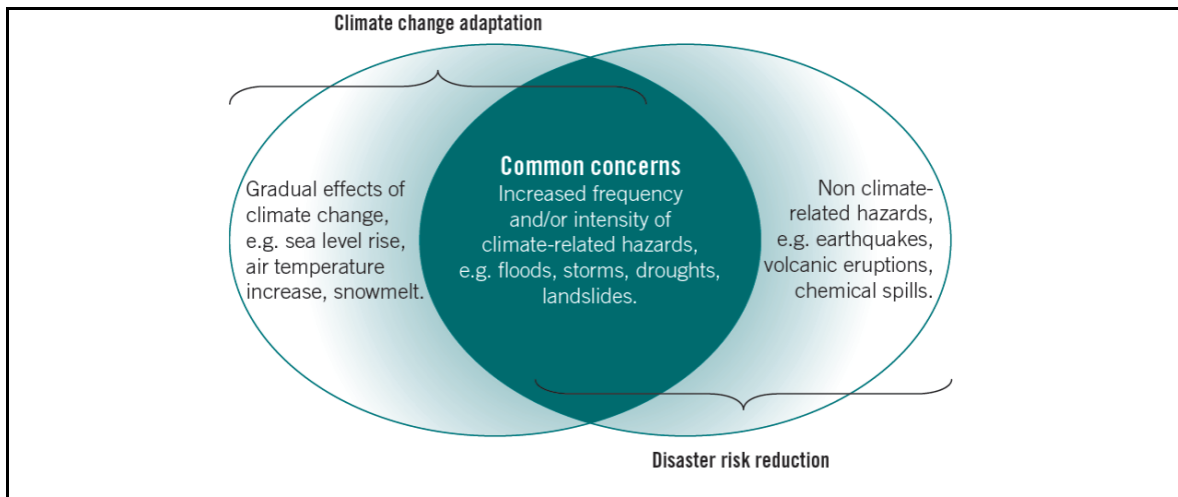 Climate change adaptation
Gradual effects of
climate change,
e.g. sea level rise,
air temperature
increase, snowmelt.
Common concerns
Increased frequency
and/or intensity of
climate-related hazards,
e.g. floods, storms, droughts,
landslides.
Non climate-
related hazards,
e.g. earthquakes,
volcanic eruptions,
chemical spills.
Disaster risk reduction